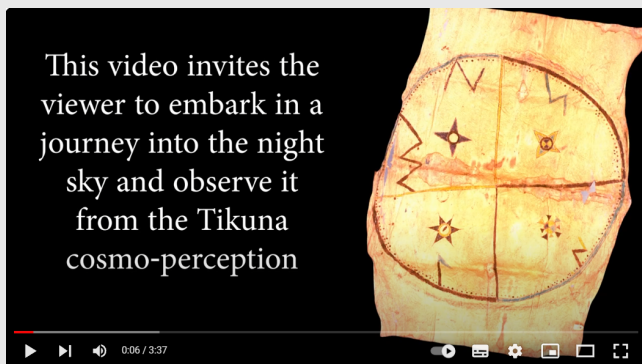 This video invites the
viewer to embark in a
journey into the night
sky and observe it
from the Tikuna
cosmo-perception
0:06 / 3:37